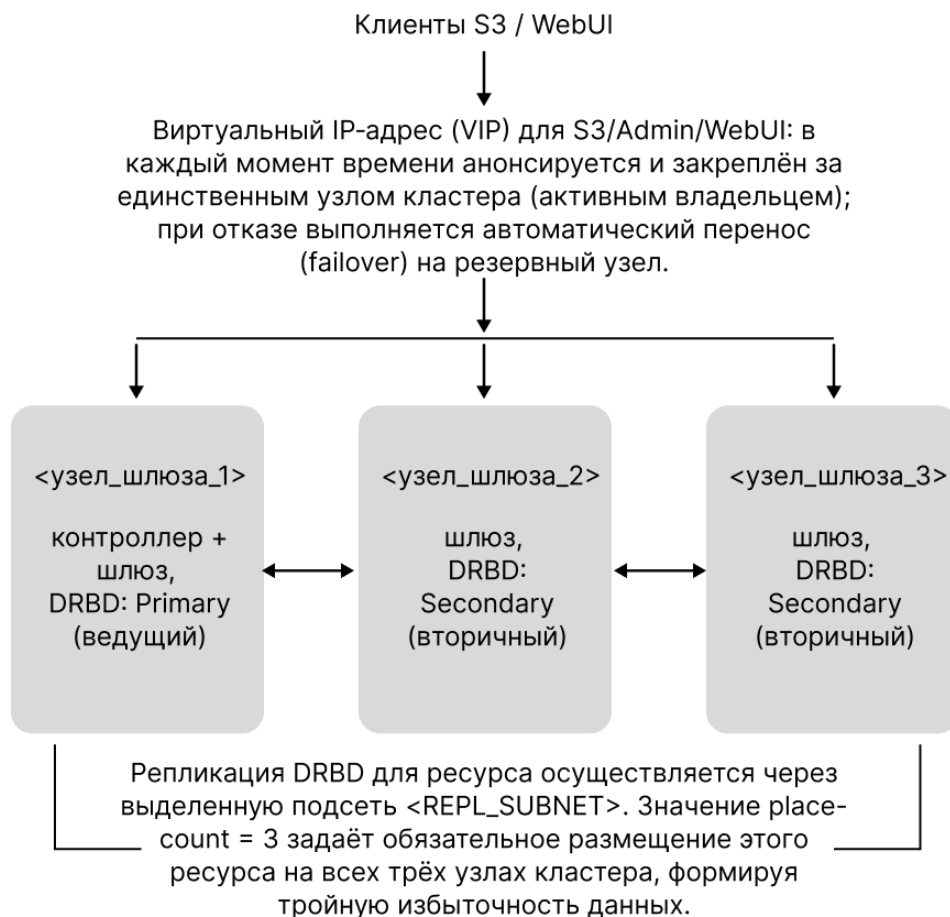 Клиенты S3 / WebUI
Виртуальный IP-адрес (VIP) для S3/Admin/WebUI: в
каждый момент времени анонсируется и закреплён за
единственным узлом кластера (активным владельцем);
при отказе выполняется автоматический перенос
(failover) на резервный узел.
<узел_шлюза_1>
контроллер +
шлюз,
DRBD: Primary
(ведущий)
<узел_шлюза_2>
шлюз,
DRBD:
Secondary
(вторичный)
<узел_шлюза_3>
шлюз,
DRBD:
Secondary
(вторичный)
Репликация DRBD для ресурса осуществляется через
выделенную подсеть <REPL_SUBNET>. Значение place-
count = 3 задаёт обязательное размещение этого
ресурса на всех трёх узлах кластера, формируя
тройную избыточность данных.